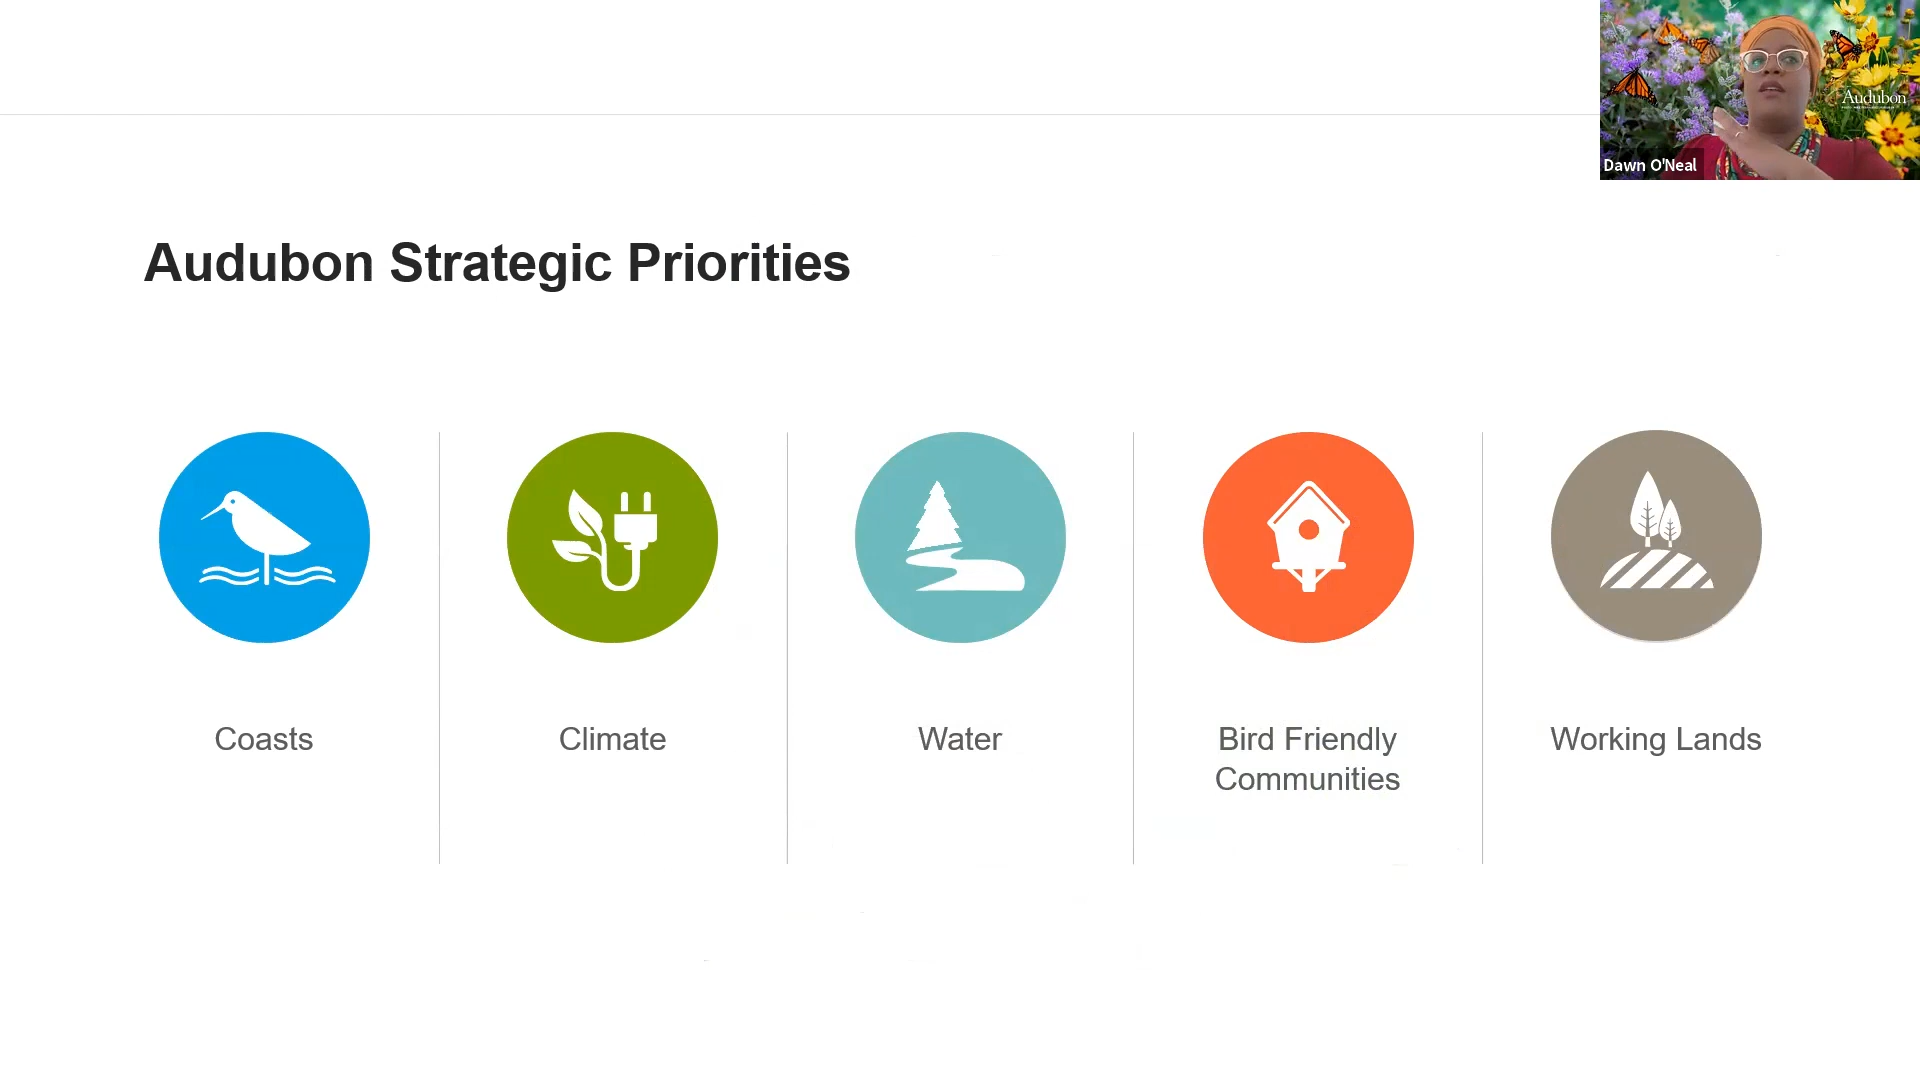 Audubon
Dawn O'Neal
Audubon Strategic Priorities
Coasts
Climate
Water
Bird Friendly
Communities
Working Lands